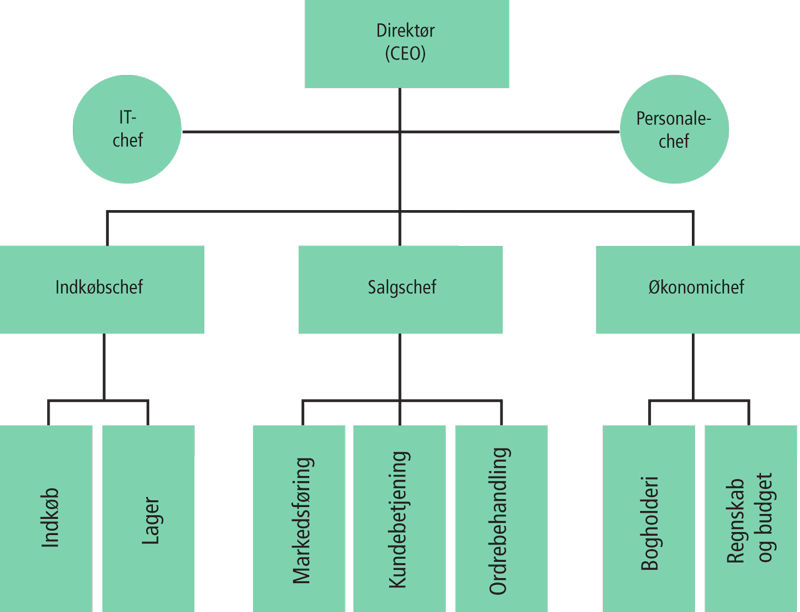 Direktør
(CEO)
IT-
chef
Personale-
chef
Indkøbschef
Salgschef
Økonomichef
Indkøb
Lager
Markedsføring
Kundebetjening
Ordrebehandling
Bogholderi
Regnskab
og budget